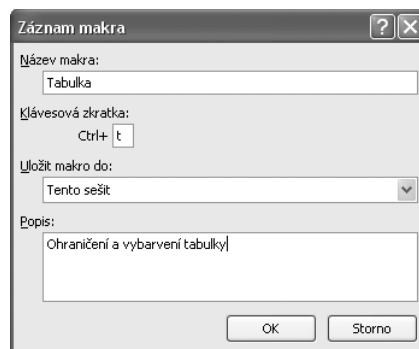 Záznam makra
Název makra:
Tabulka
Klávesová zkratka:
Ctrl+ t
Uložit makro do:
Tento sešit
Popis:
Ohraničení a vybarvení tabulky
OK Storno